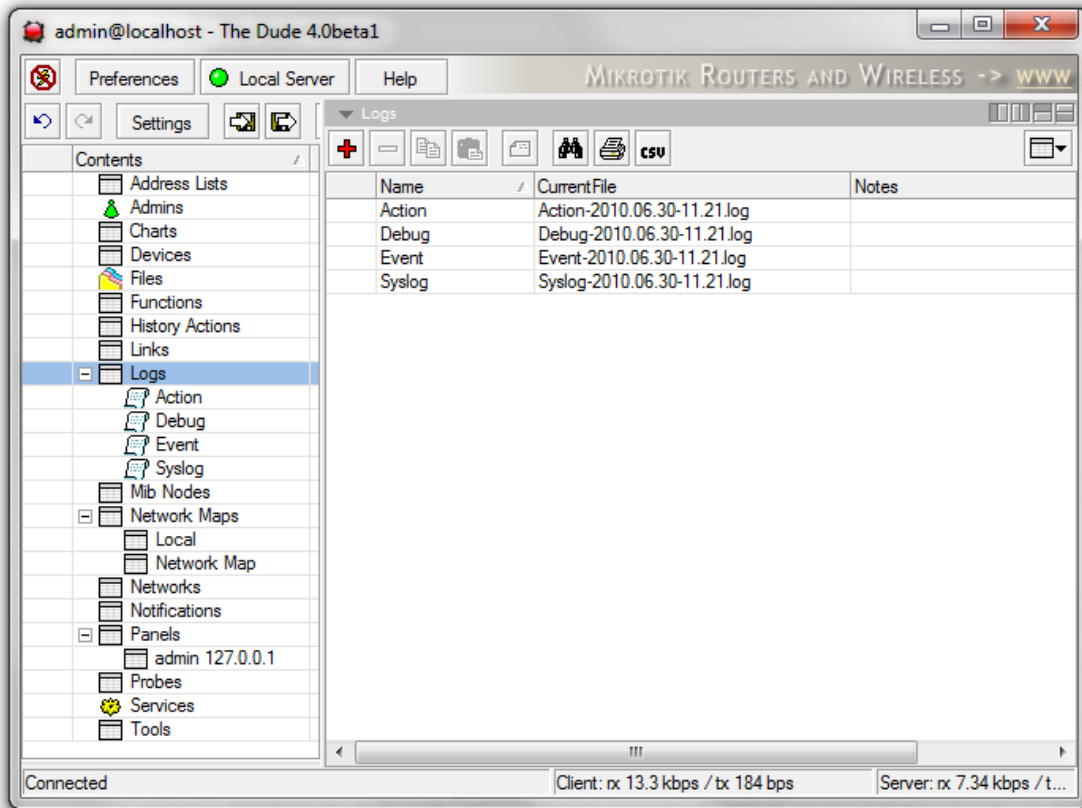 admin@localhost - The Dude 4.0beta1
Preferences
Local Server
Help
MIKROTIK ROUTERS AND WIRELESS -> WWW
Settings
Logs
csv
Contents
Address Lists
Admins
Charts
Devices
Files
Functions
History Actions
Links
Logs
Action
Debug
Event
Syslog
Mib Nodes
Network Maps
Local
Network Map
Networks
Notifications
Panels
admin 127.0.0.1
Probes
Services
Tools
Name CurrentFile Notes
Action Action-2010.06.30-11.21.log
Debug Debug-2010.06.30-11.21.log
Event Event-2010.06.30-11.21.log
Syslog Syslog-2010.06.30-11.21.log
Connected
Client: rx 13.3 kbps / tx 184 bps
Server: rx 7.34 kbps / t...